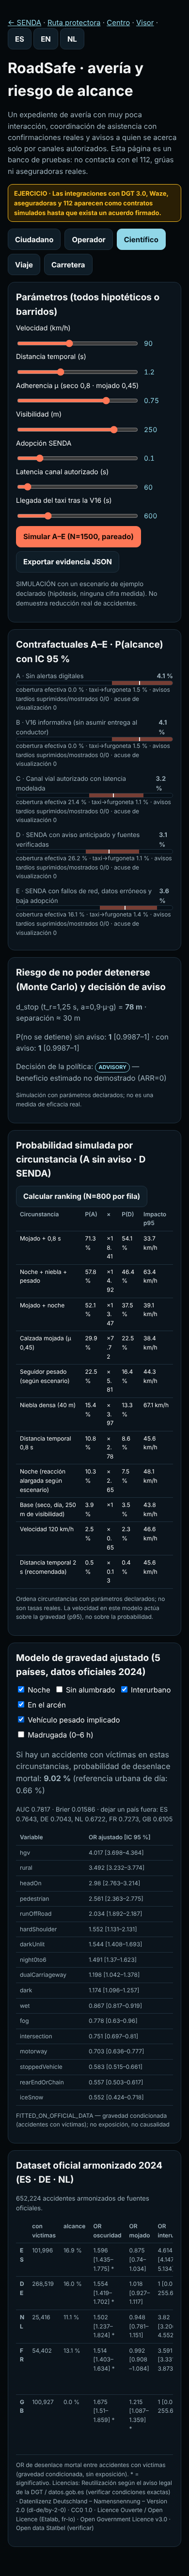 ← SENDA · Ruta protectora · Centro · Visor ·
ES EN NL
RoadSafe · avería y
riesgo de alcance
Un expediente de avería con muy poca
interacción, coordinación de asistencia con
confirmaciones reales y avisos a quien se acerca
solo por canales autorizados. Esta página es un
banco de pruebas: no contacta con el 112, grúas
ni aseguradoras reales.
EJERCICIO · Las integraciones con DGT 3.0, Waze,
aseguradoras y 112 aparecen como contratos
simulados hasta que exista un acuerdo firmado.
Ciudadano Operador Científico
Viaje Carretera
Parámetros (todos hipotéticos o
barridos)
Velocidad (km/h)
90
Distancia temporal (s)
1.2
Adherencia μ (seco 0,8 · mojado 0,45)
0.75
Visibilidad (m)
250
Adopción SENDA
0.1
Latencia canal autorizado (s)
60
Llegada del taxi tras la V16 (s)
600
Simular A–E (N=1500, pareado)
Exportar evidencia JSON
SIMULACIÓN con un escenario de ejemplo
declarado (hipótesis, ninguna cifra medida). No
demuestra reducción real de accidentes.
Contrafactuales A–E · P(alcance)
con IC 95 %
A · Sin alertas digitales 4.1 %
cobertura efectiva 0.0 % · taxi→furgoneta 1.5 % · avisos
tardíos suprimidos/mostrados 0/0 · acuse de
visualización 0
B · V16 informativa (sin asumir entrega al
conductor) 4.1 %
cobertura efectiva 0.0 % · taxi→furgoneta 1.5 % · avisos
tardíos suprimidos/mostrados 0/0 · acuse de
visualización 0
C · Canal vial autorizado con latencia
modelada 3.2 %
cobertura efectiva 21.4 % · taxi→furgoneta 1.1 % · avisos
tardíos suprimidos/mostrados 0/0 · acuse de
visualización 0
D · SENDA con aviso anticipado y fuentes
verificadas 3.1 %
cobertura efectiva 26.2 % · taxi→furgoneta 1.1 % · avisos
tardíos suprimidos/mostrados 0/0 · acuse de
visualización 0
E · SENDA con fallos de red, datos erróneos y
baja adopción 3.6 %
cobertura efectiva 16.1 % · taxi→furgoneta 1.4 % · avisos
tardíos suprimidos/mostrados 0/0 · acuse de
visualización 0
Riesgo de no poder detenerse
(Monte Carlo) y decisión de aviso
d_stop (t_r=1,25 s, a=0,9·μ·g) = 78 m ·
separación ≈ 30 m
P(no se detiene) sin aviso: 1 [0.9987–1] · con
aviso: 1 [0.9987–1]
Decisión de la política: ADVISORY —
beneficio estimado no demostrado (ARR=0)
Simulación con parámetros declarados; no es una
medida de eficacia real.
Probabilidad simulada por
circunstancia (A sin aviso · D
SENDA)
Calcular ranking (N=800 por fila)
Circunstancia P(A) × P(D) Impacto p95
Mojado + 0,8 s 71.3 % ×18.41 54.1 % 33.7 km/h
Noche + niebla + pesado 57.8 % ×14.92 46.4 % 63.4 km/h
Mojado + noche 52.1 % ×13.47 37.5 % 39.1 km/h
Calzada mojada (μ 0,45) 29.9 % ×7.72 22.5 % 38.4 km/h
Seguidor pesado (según escenario) 22.5 % ×5.81 16.4 % 44.3 km/h
Niebla densa (40 m) 15.4 % ×3.97 13.3 % 67.1 km/h
Distancia temporal 0,8 s 10.8 % ×2.78 8.6 % 45.6 km/h
Noche (reacción alargada según escenario) 10.3 % ×2.65 7.5 % 48.1 km/h
Base (seco, día, 250 m de visibilidad) 3.9 % ×1 3.5 % 43.8 km/h
Velocidad 120 km/h 2.5 % ×0.65 2.3 % 46.6 km/h
Distancia temporal 2 s (recomendada) 0.5 % ×0.13 0.4 % 45.6 km/h
Ordena circunstancias con parámetros declarados; no
son tasas reales. La velocidad en este modelo actúa
sobre la gravedad (p95), no sobre la probabilidad.
Modelo de gravedad ajustado (5
países, datos oficiales 2024)
Noche Sin alumbrado Interurbano
En el arcén
Vehículo pesado implicado
Madrugada (0–6 h)
Si hay un accidente con víctimas en estas
circunstancias, probabilidad de desenlace
mortal: 9.02 % (referencia urbana de día:
0.66 %)
AUC 0.7817 · Brier 0.01586 · dejar un país fuera: ES
0.7643, DE 0.7043, NL 0.6722, FR 0.7273, GB 0.6105
Variable OR ajustado [IC 95 %]
hgv 4.017 [3.698–4.364]
rural 3.492 [3.232–3.774]
headOn 2.98 [2.763–3.214]
pedestrian 2.561 [2.363–2.775]
runOffRoad 2.034 [1.892–2.187]
hardShoulder 1.552 [1.131–2.131]
darkUnlit 1.544 [1.408–1.693]
night0to6 1.491 [1.37–1.623]
dualCarriageway 1.198 [1.042–1.378]
dark 1.174 [1.096–1.257]
wet 0.867 [0.817–0.919]
fog 0.778 [0.63–0.96]
intersection 0.751 [0.697–0.81]
motorway 0.703 [0.636–0.777]
stoppedVehicle 0.583 [0.515–0.661]
rearEndOrChain 0.557 [0.503–0.617]
iceSnow 0.552 [0.424–0.718]
FITTED_ON_OFFICIAL_DATA — gravedad condicionada
(accidentes con víctimas); no exposición, no causalidad
Dataset oficial armonizado 2024
(ES · DE · NL)
652,224 accidentes armonizados de fuentes
oficiales.
con víctimas alcance OR oscuridad OR mojado OR
ES 101,996 16.9 % 1.596 [1.435–1.775] * 0.875 [0.74–1.034]
DE 268,519 16.0 % 1.554 [1.419–1.702] * 1.016 [0.927–1.117]
NL 25,416 11.1 % 1.502 [1.237–1.824] * 0.948 [0.781–1.151]
FR 54,402 13.1 % 1.514 [1.403–1.634] * 0.992 [0.908–1.084]
GB 100,927 0.0 % 1.675 [1.51–1.859] * 1.215 [1.087–1.359] *
OR de desenlace mortal entre accidentes con víctimas
(gravedad condicionada, sin exposición). * =
significativo. Licencias: Reutilización según el aviso legal
de la DGT / datos.gob.es (verificar condiciones exactas)
· Datenlizenz Deutschland – Namensnennung – Version
2.0 (dl-de/by-2-0) · CC0 1.0 · Licence Ouverte / Open
Licence (Etalab, fr-lo) · Open Government Licence v3.0 ·
Open data Statbel (verificar)